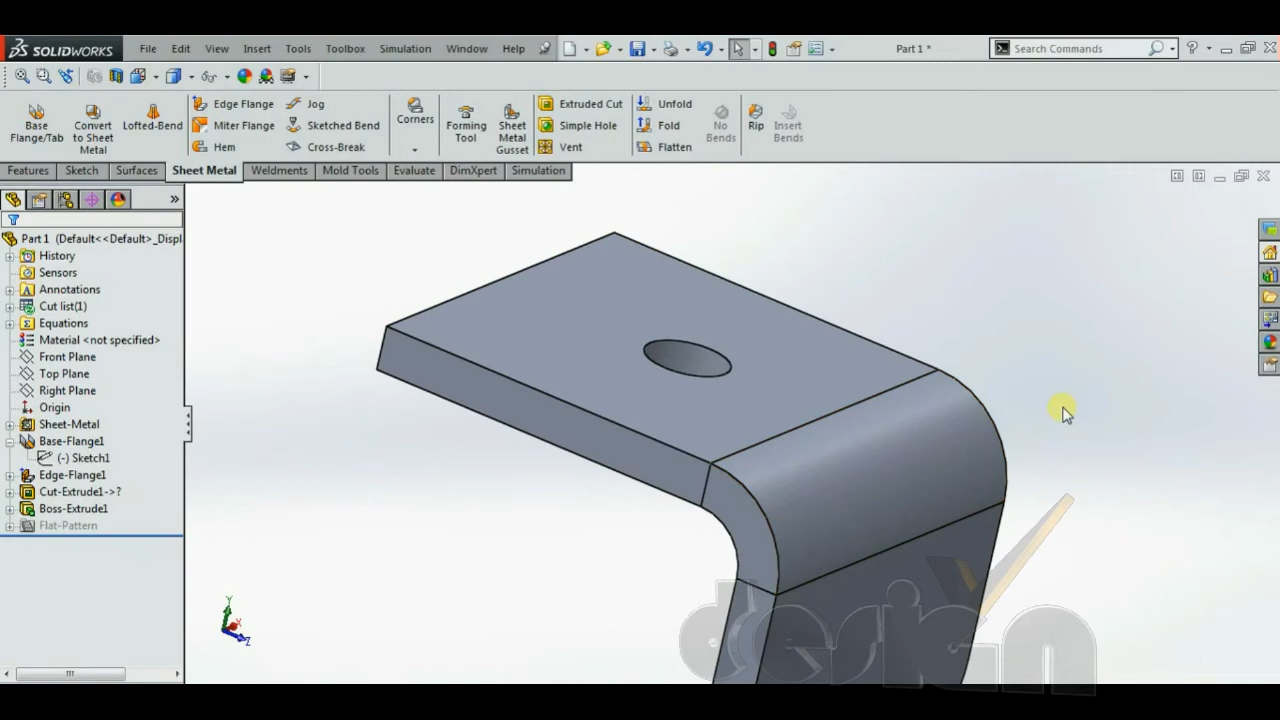 SOLIDWORKS File Edit View Insert Tools Toolbox Simulation Window Help Part 1 * Search Commands
Base Flange/Tab
Convert to Sheet Metal
Lofted-Bend
Edge Flange
Miter Flange
Hem
Jog
Sketched Bend
Cross-Break
Corners
Forming Tool
Sheet Metal Gusset
Extruded Cut
Simple Hole
Vent
Unfold
Fold
Flatten
No Bends
Rip
Insert Bends
Features Sketch Surfaces Sheet Metal Weldments Mold Tools Evaluate DimXpert Simulation
Part 1 (Default<<Default>_Displ
History
Sensors
Annotations
Cut list(1)
Equations
Material <not specified>
Front Plane
Top Plane
Right Plane
Origin
Sheet-Metal
Base-Flange1
(-) Sketch1
Edge-Flange1
Cut-Extrude1->?
Boss-Extrude1
Flat-Pattern
Y
X
Z
design